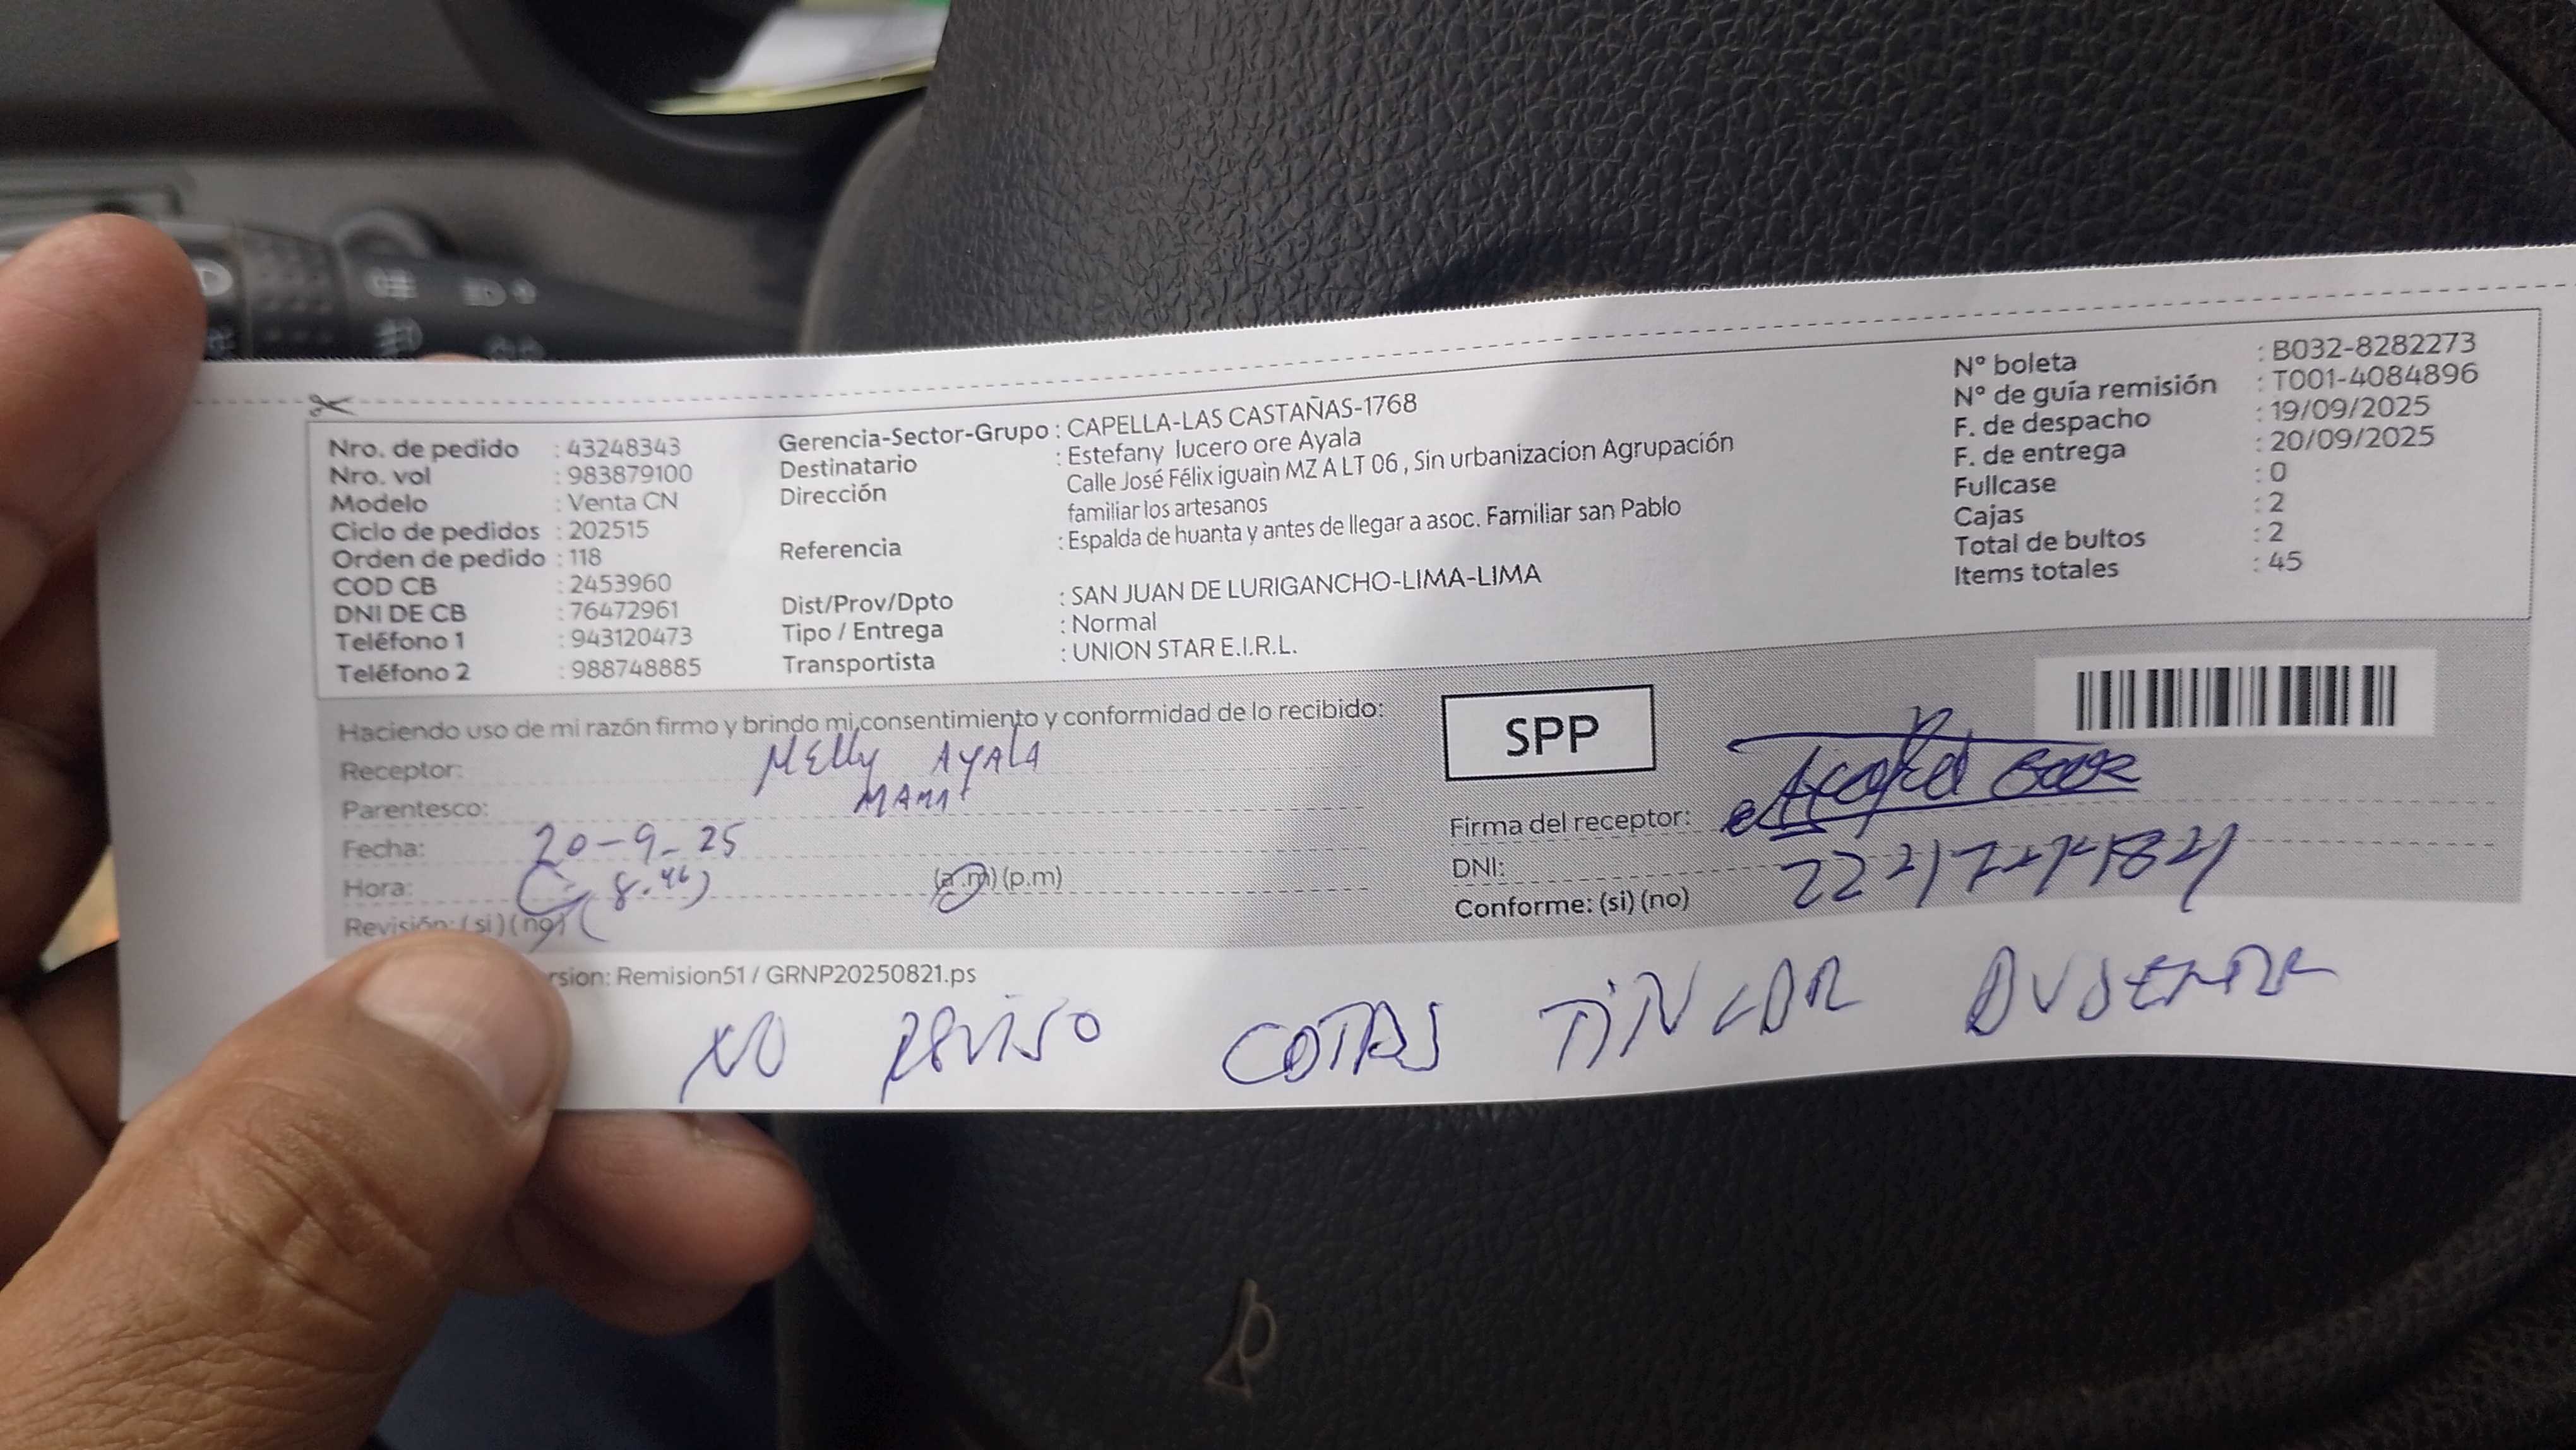 Nro. de pedido : 43248343
Nro. vol : 983879100
Modelo : Venta CN
Ciclo de pedidos : 202515
Orden de pedido : 118
COD CB : 2453960
DNI DE CB : 76472961
Teléfono 1 : 943120473
Teléfono 2 : 988748885
Gerencia-Sector-Grupo : CAPELLA-LAS CASTAÑAS-1768
Destinatario : Estefany lucero ore Ayala
Dirección : Calle José Félix iguain MZ A LT 06 , Sin urbanizacion Agrupación
familiar los artesanos
Referencia : Espalda de huanta y antes de llegar a asoc. Familiar san Pablo
Dist/Prov/Dpto : SAN JUAN DE LURIGANCHO-LIMA-LIMA
Tipo / Entrega : Normal
Transportista : UNION STAR E.I.R.L.
N° boleta : B032-8282273
N° de guía remisión : T001-4084896
F. de despacho : 19/09/2025
F. de entrega : 20/09/2025
Fullcase : 0
Cajas : 2
Total de bultos : 2
Items totales : 45
Haciendo uso de mi razón firmo y brindo mi consentimiento y conformidad de lo recibido:
Receptor: MElly AYALA
Parentesco: MAMA
Fecha: 20-9-25
Hora: 8.46 (a.m) (p.m)
Revisión: (si) (no)
SPP
Firma del receptor:
DNI:
Conforme: (si) (no)
rsion: Remision51 / GRNP20250821.ps
NO REVISO